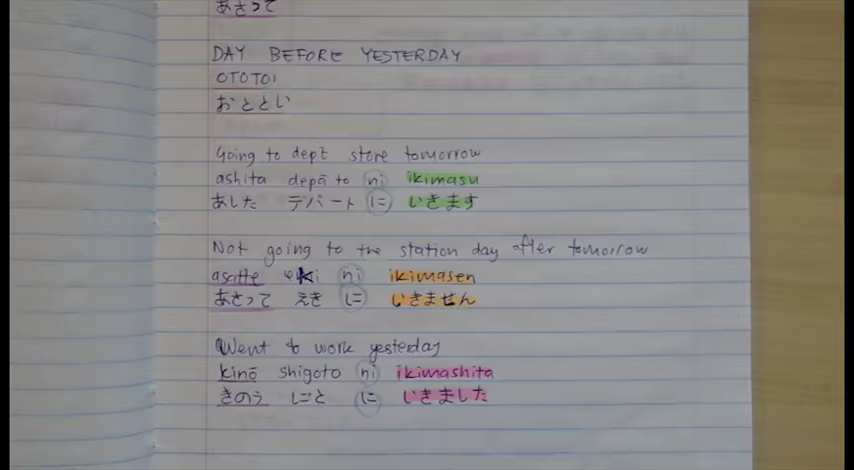 あさって
DAY BEFORE YESTERDAY
OTOTOI
おととい
Going to dept store tomorrow
ashita depāto ni ikimasu
あした デパート に いきます
Not going to the station day after tomorrow
asatte eki ni ikimasen
あさって えき に いきません
Went to work yesterday
kinō shigoto ni ikimashita
きのう しごと に いきました